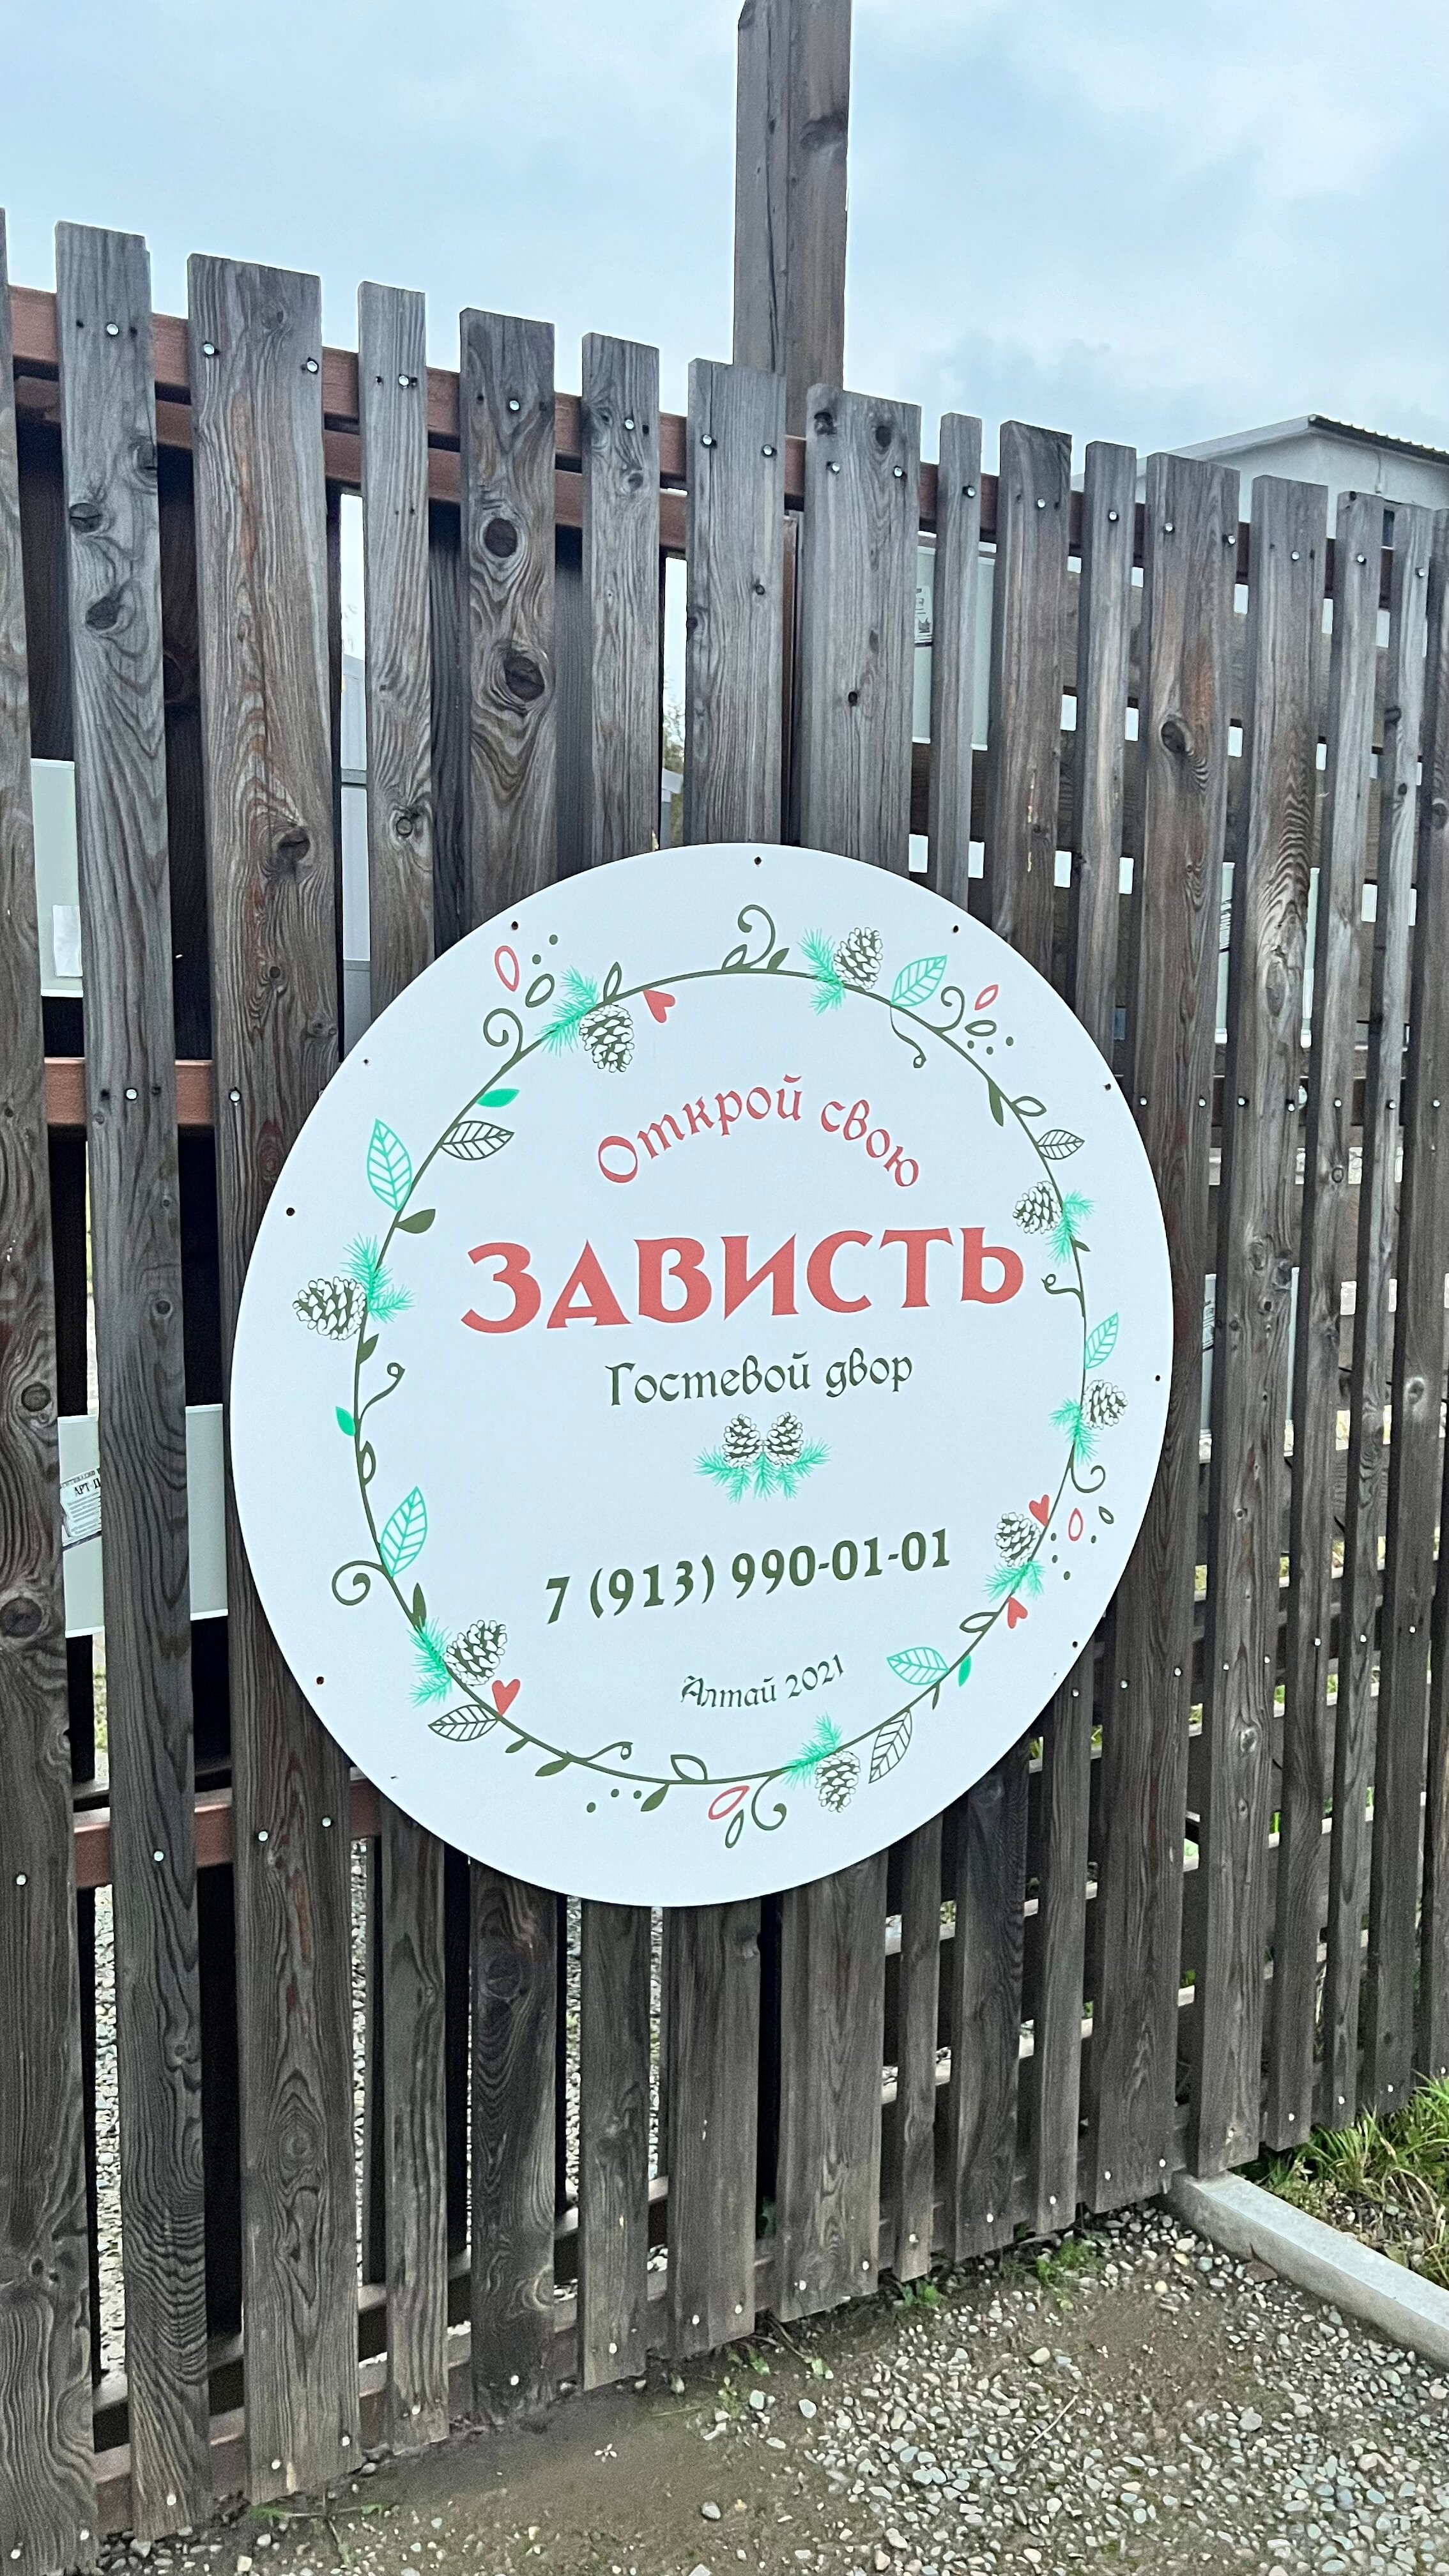 Открой свою
ЗАВИСТЬ
Гостевой двор
7 (913) 990-01-01
Алтай 2021